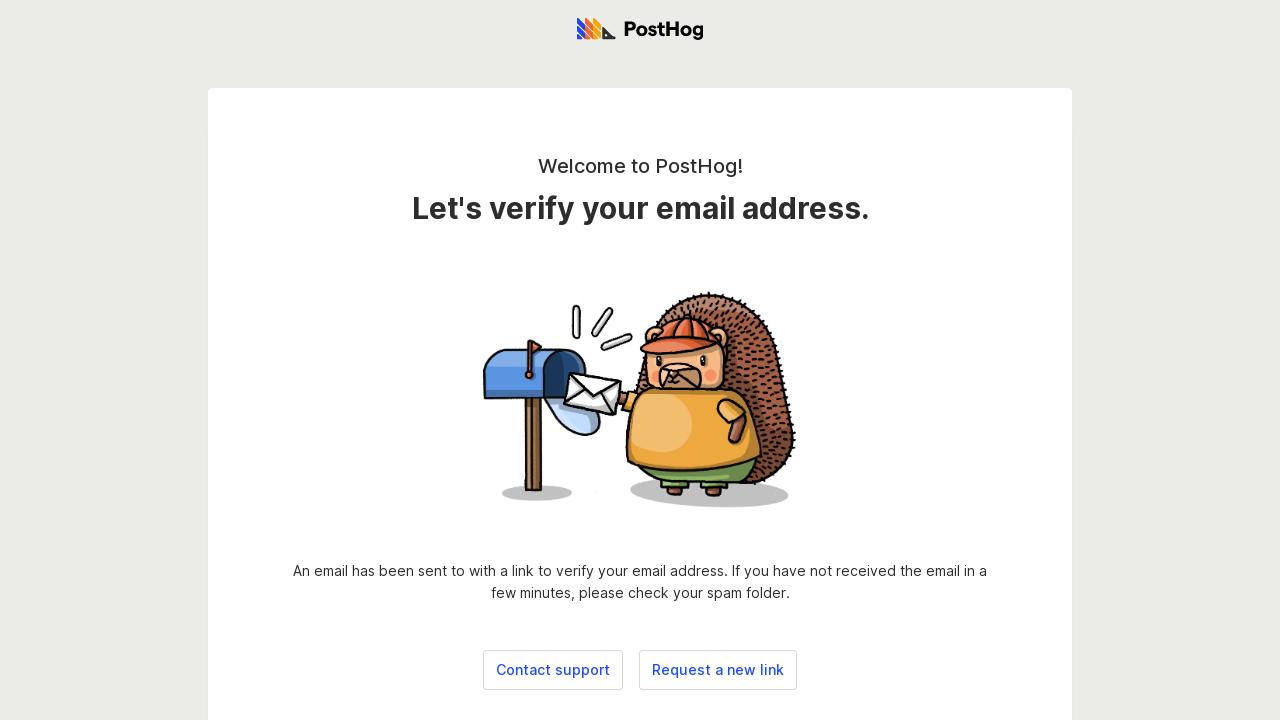 PostHog
Welcome to PostHog!
Let's verify your email address.
An email has been sent to with a link to verify your email address. If you have not received the email in a
few minutes, please check your spam folder.
Contact support
Request a new link